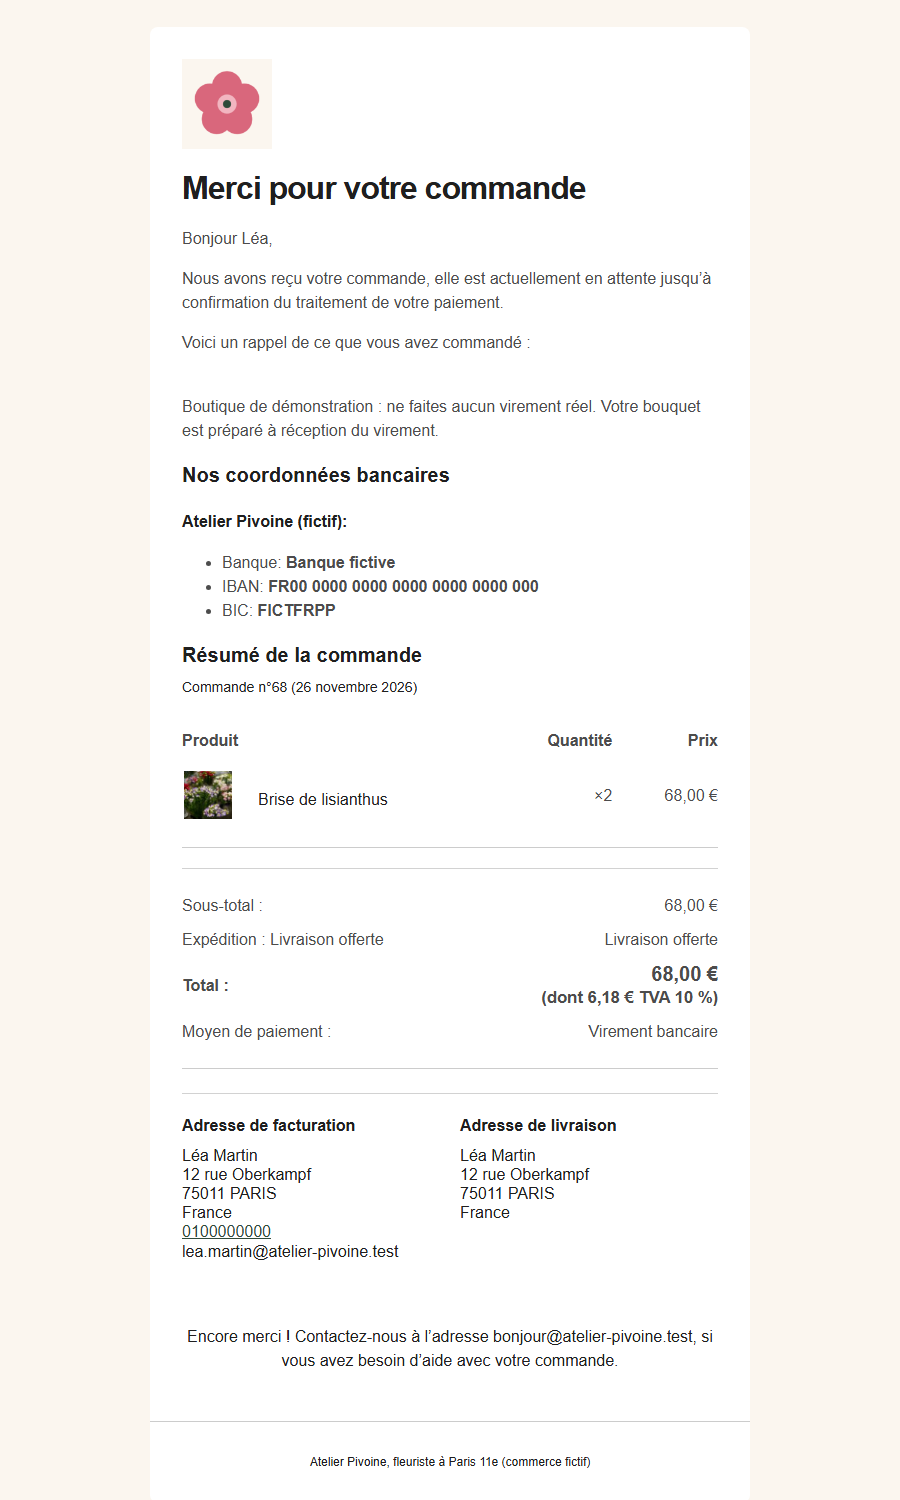 Merci pour votre commande
Bonjour Léa,
Nous avons reçu votre commande, elle est actuellement en attente jusqu’à
confirmation du traitement de votre paiement.
Voici un rappel de ce que vous avez commandé :
Boutique de démonstration : ne faites aucun virement réel. Votre bouquet
est préparé à réception du virement.
Nos coordonnées bancaires
Atelier Pivoine (fictif):
• Banque: Banque fictive
• IBAN: FR00 0000 0000 0000 0000 0000 000
• BIC: FICTFRPP
Résumé de la commande
Commande n°68 (26 novembre 2026)
Produit Quantité Prix
Brise de lisianthus ×2 68,00 €
Sous-total : 68,00 €
Expédition : Livraison offerte Livraison offerte
Total : 68,00 €
(dont 6,18 € TVA 10 %)
Moyen de paiement : Virement bancaire
Adresse de facturation
Léa Martin
12 rue Oberkampf
75011 PARIS
France
0100000000
lea.martin@atelier-pivoine.test
Adresse de livraison
Léa Martin
12 rue Oberkampf
75011 PARIS
France
Encore merci ! Contactez-nous à l’adresse bonjour@atelier-pivoine.test, si
vous avez besoin d’aide avec votre commande.
Atelier Pivoine, fleuriste à Paris 11e (commerce fictif)